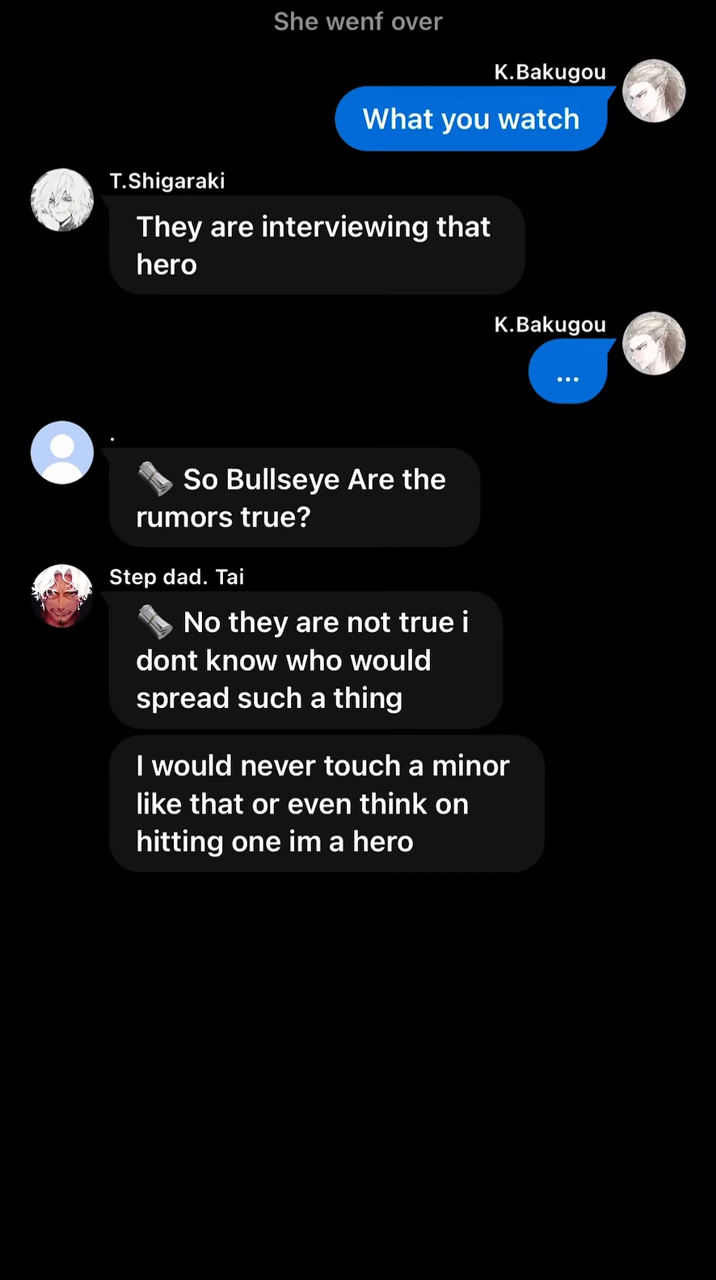 She wenf over
K.Bakugou
What you watch
T.Shigaraki
They are interviewing that
hero
K.Bakugou
...
.
🗞️ So Bullseye Are the
rumors true?
Step dad. Tai
🗞️ No they are not true i
dont know who would
spread such a thing
I would never touch a minor
like that or even think on
hitting one im a hero